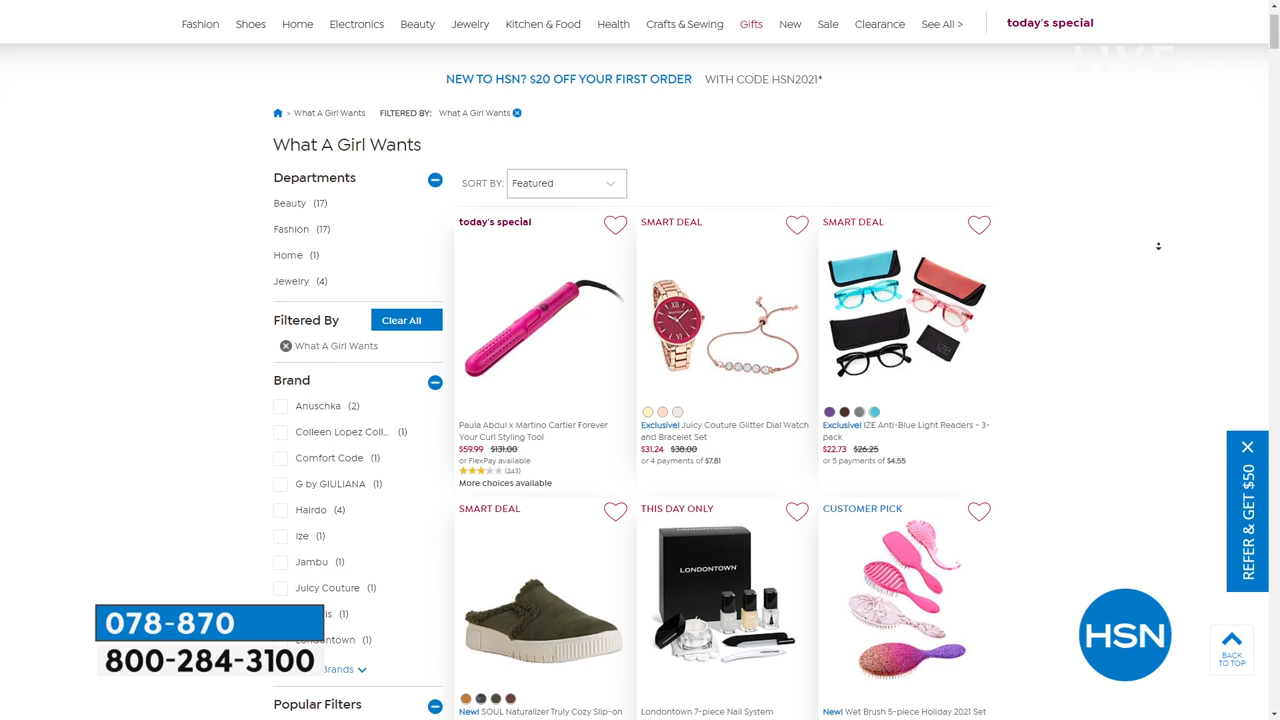 Fashion Shoes Home Electronics Beauty Jewelry Kitchen & Food Health Crafts & Sewing Gifts New Sale Clearance See All > today's special
LIVE
NEW TO HSN? $20 OFF YOUR FIRST ORDER WITH CODE HSN2021*
> What A Girl Wants FILTERED BY: What A Girl Wants
What A Girl Wants
Departments
Beauty (17)
Fashion (17)
Home (1)
Jewelry (4)
Filtered By Clear All
What A Girl Wants
Brand
Anuschka (2)
Colleen Lopez Coll... (1)
Comfort Code (1)
G by GIULIANA (1)
Hairdo (4)
Ize (1)
Jambu (1)
Juicy Couture (1)
(1)
(1)
Brands
Popular Filters
SORT BY: Featured
today's special
Paula Abdul x Martino Cartier Forever
Your Curl Styling Tool
$59.99 $131.00
or FlexPay available
(243)
More choices available
SMART DEAL
Exclusive! Juicy Couture Glitter Dial Watch
and Bracelet Set
$31.24 $38.00
or 4 payments of $7.81
SMART DEAL
Exclusive! IZE Anti-Blue Light Readers - 3-
pack
$22.73 $26.25
or 5 payments of $4.55
SMART DEAL
New! SOUL Naturalizer Truly Cozy Slip-on
THIS DAY ONLY
LONDONTOWN
Londontown 7-piece Nail System
CUSTOMER PICK
New! Wet Brush 5-piece Holiday 2021 Set
REFER & GET $50
BACK
TO TOP
HSN
078-870
800-284-3100